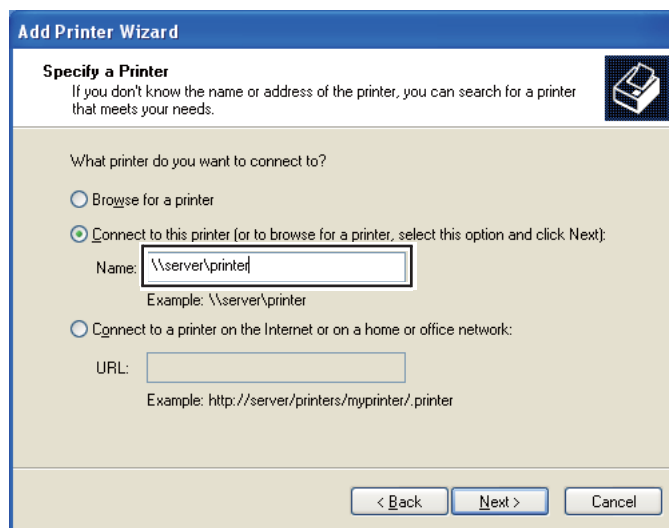 Add Printer Wizard
Specify a Printer
If you don't know the name or address of the printer, you can search for a printer
that meets your needs.
What printer do you want to connect to?
Browse for a printer
Connect to this printer (or to browse for a printer, select this option and click Next):
Name: \\server\printer
Example: \\server\printer
Connect to a printer on the Internet or on a home or office network:
URL:
Example: http://server/printers/myprinter/.printer
< Back Next > Cancel